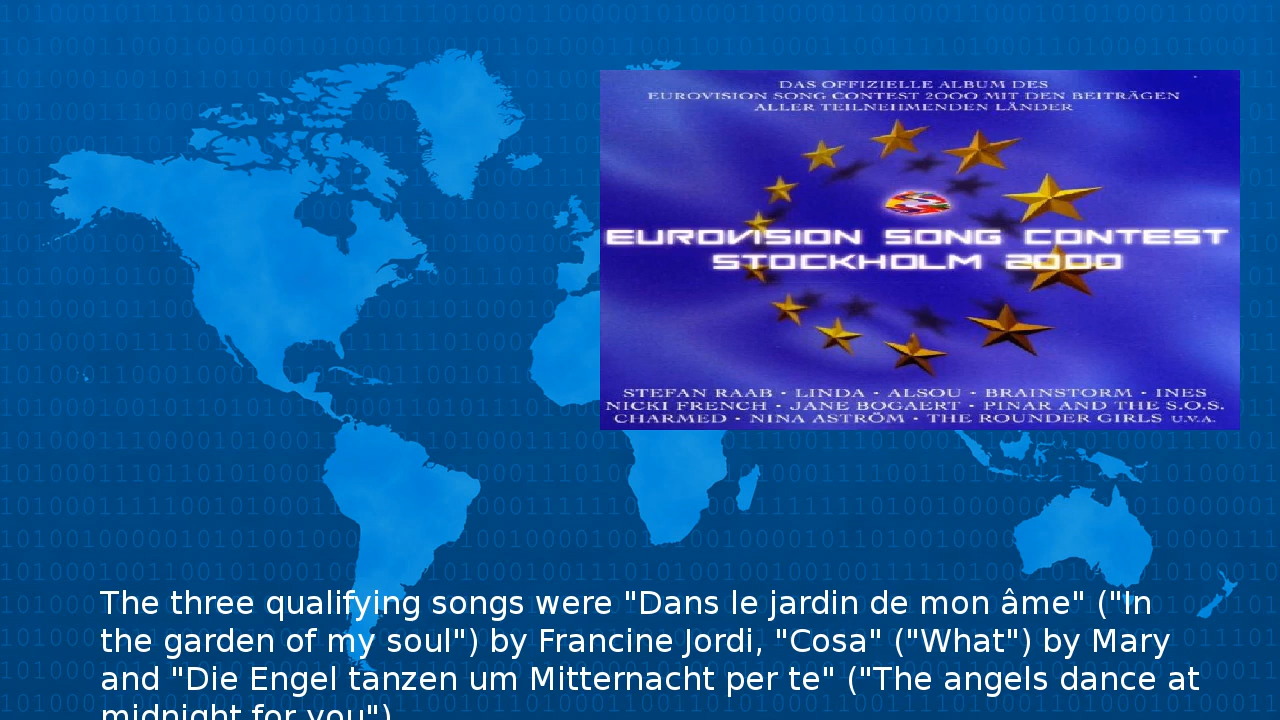 DAS OFFIZIELLE ALBUM DES
EUROVISION SONG CONTEST 2000 MIT DEN BEITRÄGEN
ALLER TEILNEHMENDEN LÄNDER
EUROVISION SONG CONTEST
STOCKHOLM 2000
STEFAN RAAB · LINDA · ALSOU · BRAINSTORM · INES
NICKI FRENCH · JANE BOGAERT · PINAR AND THE S.O.S.
CHARMED · NINA ASTRÖM · THE ROUNDER GIRLS U.V.A.
The three qualifying songs were "Dans le jardin de mon âme" ("In
the garden of my soul") by Francine Jordi, "Cosa" ("What") by Mary
and "Die Engel tanzen um Mitternacht per te" ("The angels dance at
midnight for you")